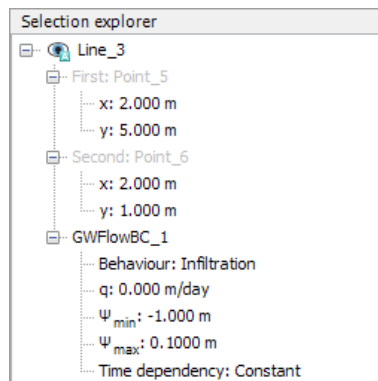 Selection explorer
Line_3
First: Point_5
x: 2.000 m
y: 5.000 m
Second: Point_6
x: 2.000 m
y: 1.000 m
GWFlowBC_1
Behaviour: Infiltration
q: 0.000 m/day
Ψmin: -1.000 m
Ψmax: 0.1000 m
Time dependency: Constant